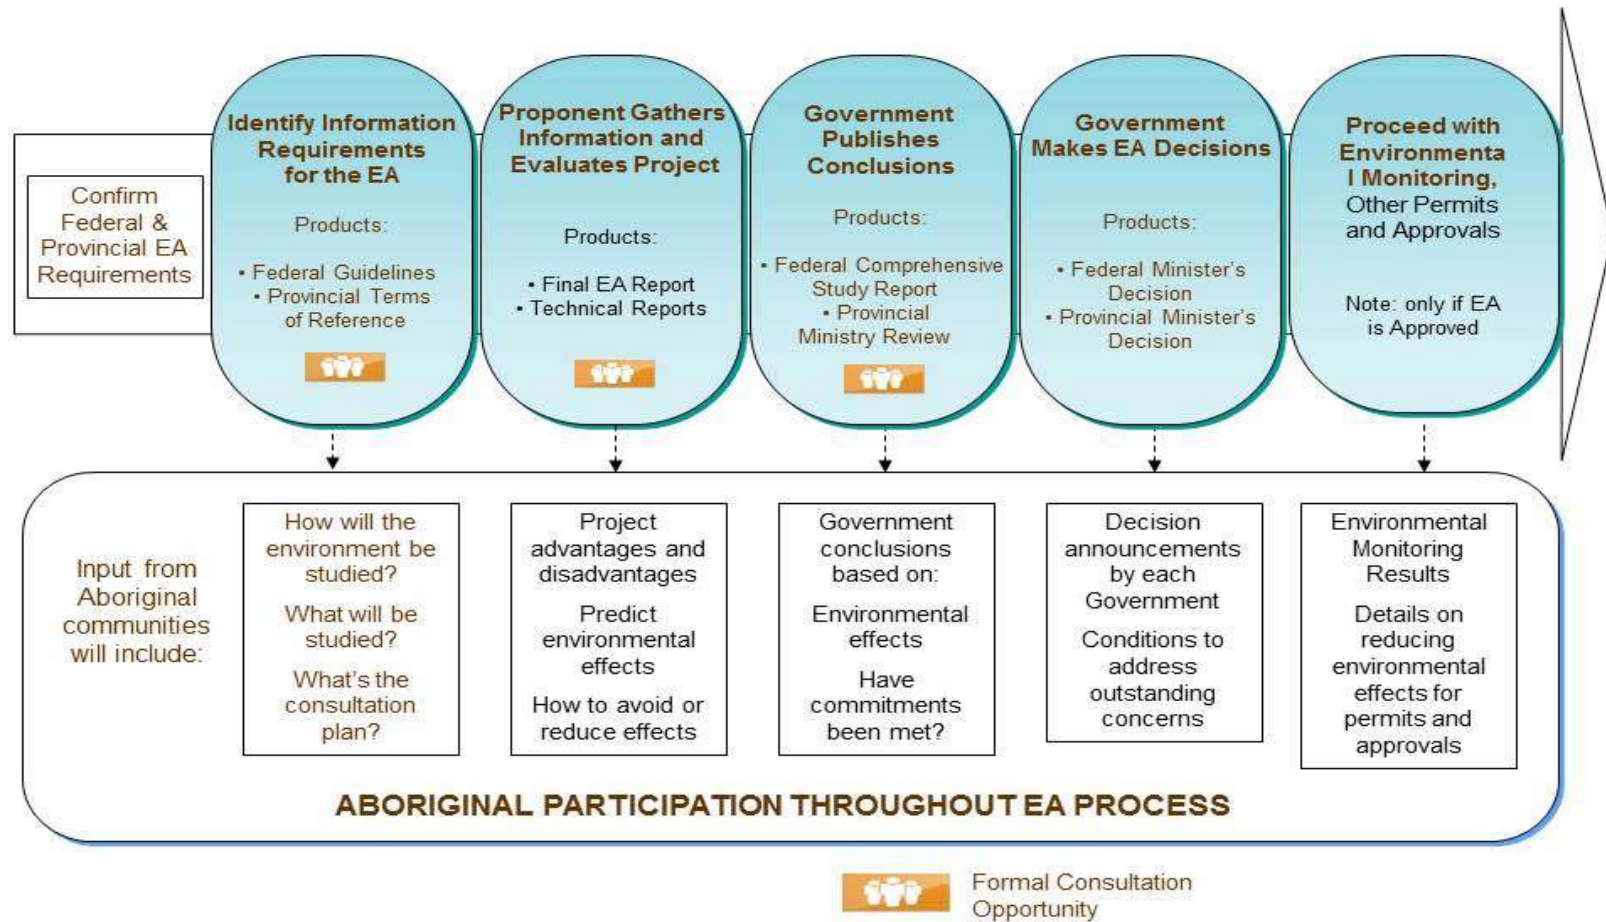 Confirm
Federal &
Provincial EA
Requirements
Identify Information
Requirements
for the EA
Products:
• Federal Guidelines
• Provincial Terms
of Reference
Proponent Gathers
Information and
Evaluates Project
Products:
• Final EA Report
• Technical Reports
Government
Publishes
Conclusions
Products:
• Federal Comprehensive
Study Report
• Provincial
Ministry Review
Government
Makes EA Decisions
Products:
• Federal Minister's
Decision
• Provincial Minister's
Decision
Proceed with
Environmenta
l Monitoring,
Other Permits
and Approvals
Note: only if EA
is Approved
Input from
Aboriginal
communities
will include:
How will the
environment be
studied?
What will be
studied?
What's the
consultation
plan?
Project
advantages and
disadvantages
Predict
environmental
effects
How to avoid or
reduce effects
Government
conclusions
based on:
Environmental
effects
Have
commitments
been met?
Decision
announcements
by each
Government
Conditions to
address
outstanding
concerns
Environmental
Monitoring
Results
Details on
reducing
environmental
effects for
permits and
approvals
ABORIGINAL PARTICIPATION THROUGHOUT EA PROCESS
Formal Consultation
Opportunity